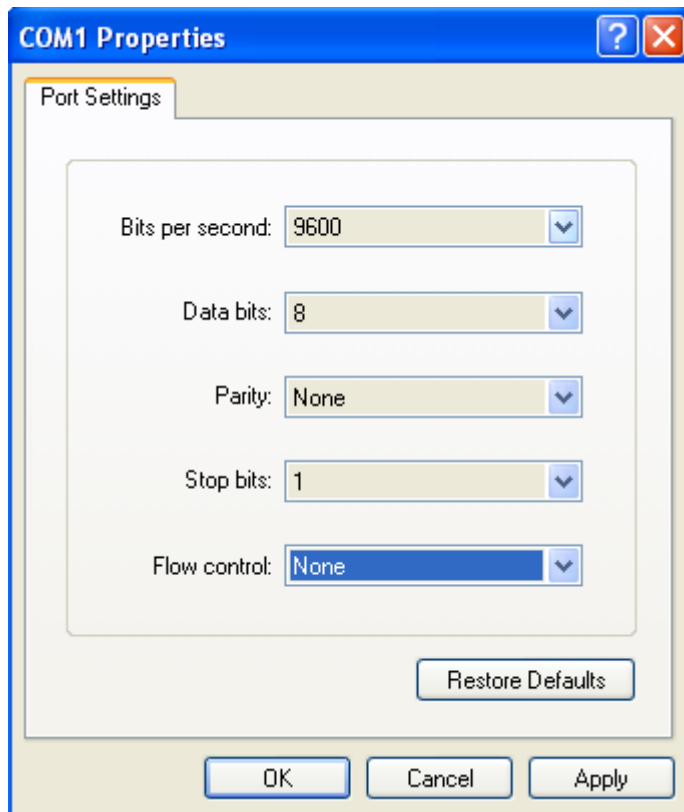 COM1 Properties
Port Settings
Bits per second: 9600
Data bits: 8
Parity: None
Stop bits: 1
Flow control: None
Restore Defaults
OK Cancel Apply